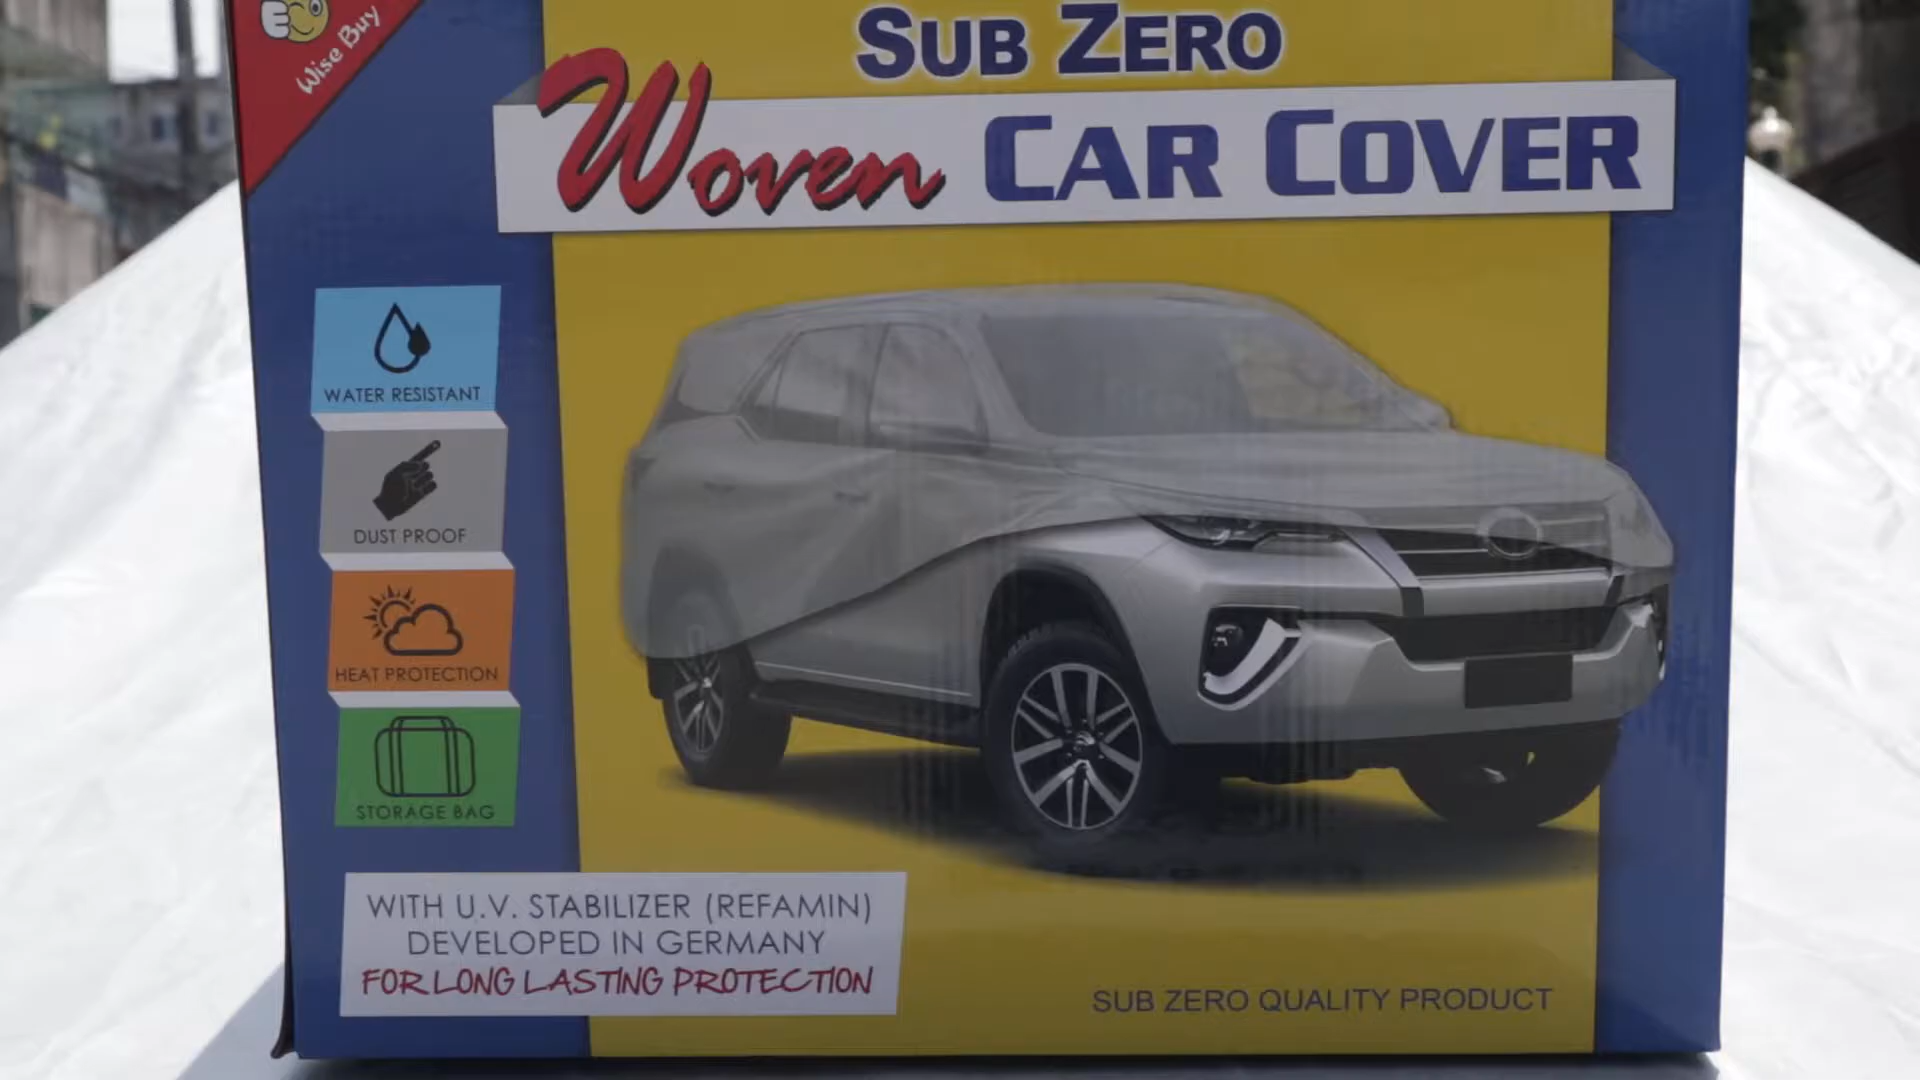 Wise Buy
SUB ZERO
Woven CAR COVER
WATER RESISTANT
DUST PROOF
HEAT PROTECTION
STORAGE BAG
WITH U.V. STABILIZER (REFAMIN)
DEVELOPED IN GERMANY
FOR LONG LASTING PROTECTION
SUB ZERO QUALITY PRODUCT